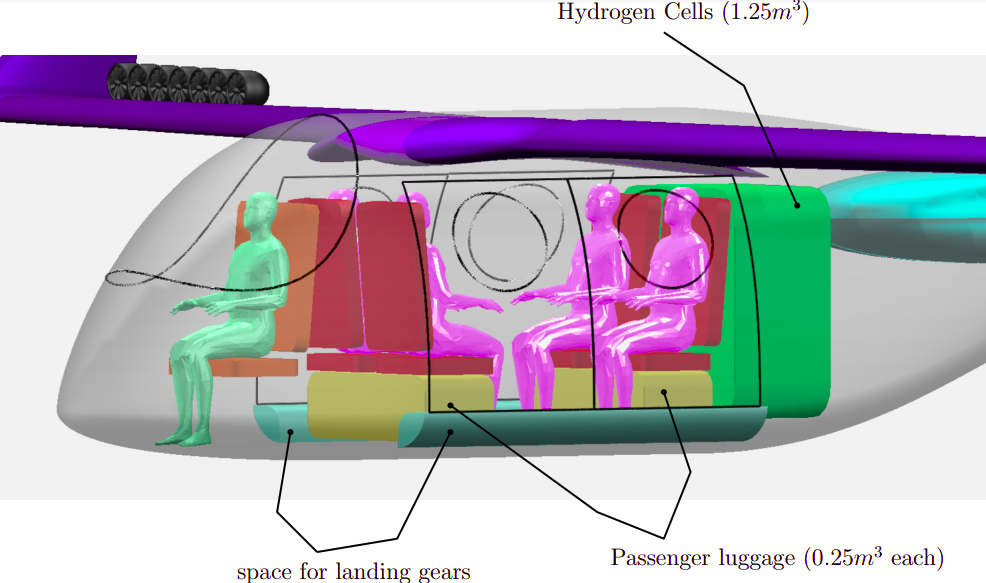 Hydrogen Cells (1.25m³)
space for landing gears
Passenger luggage (0.25m³ each)